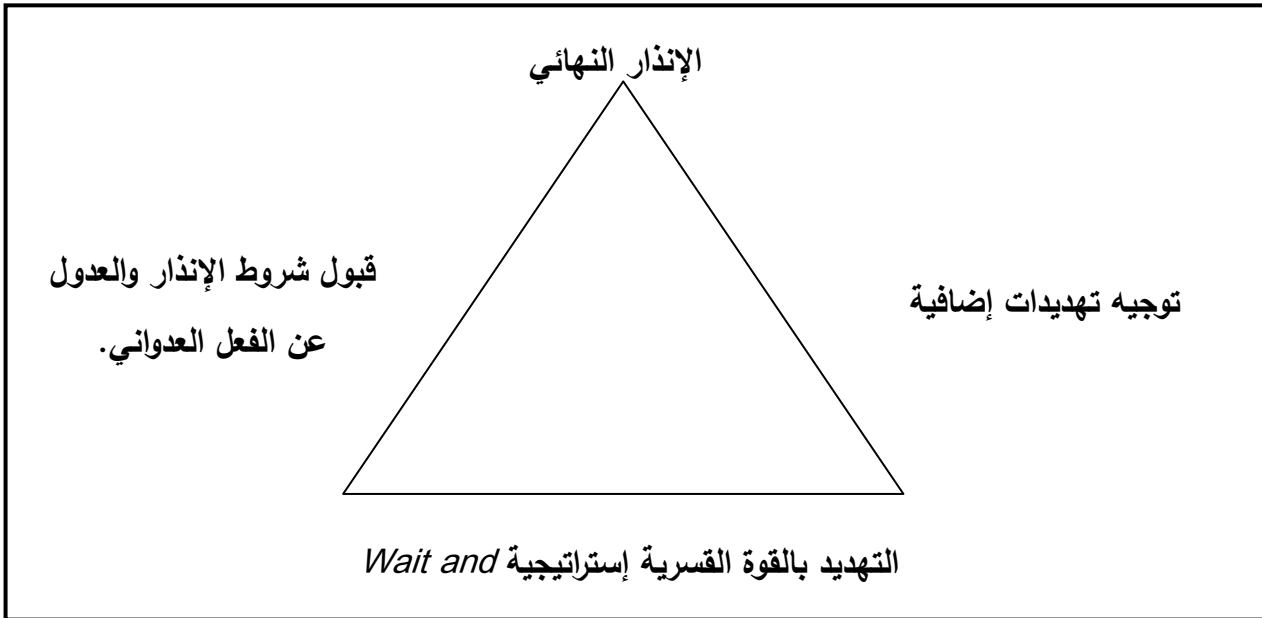 الإنذار النهائي
توجيه تهديدات إضافية
قبول شروط الإنذار والعدول
عن الفعل العدواني.
التهديد بالقوة القسرية إستراتيجية Wait and